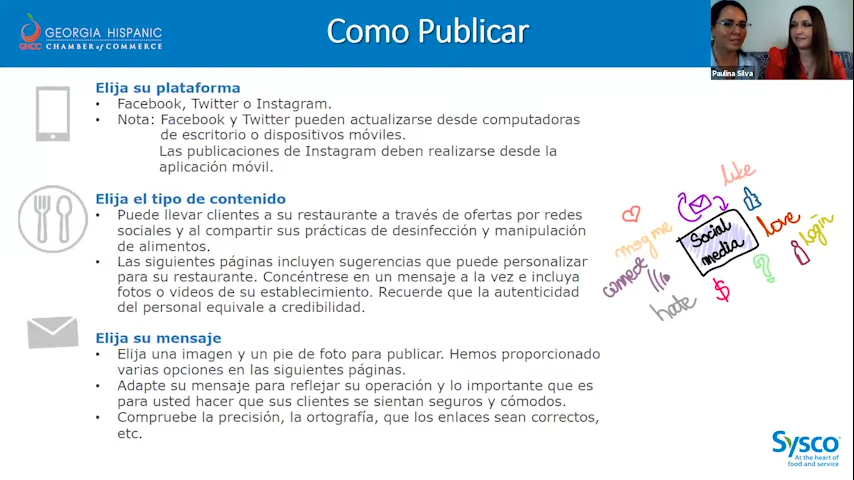 GEORGIA HISPANIC
GHCC
CHAMBER of COMMERCE
Como Publicar
Paulina Silva
Elija su plataforma
• Facebook, Twitter o Instagram.
• Nota: Facebook y Twitter pueden actualizarse desde computadoras
de escritorio o dispositivos móviles.
Las publicaciones de Instagram deben realizarse desde la
aplicación móvil.
Elija el tipo de contenido
• Puede llevar clientes a su restaurante a través de ofertas por redes
sociales y al compartir sus prácticas de desinfección y manipulación
de alimentos.
• Las siguientes páginas incluyen sugerencias que puede personalizar
para su restaurante. Concéntrese en un mensaje a la vez e incluya
fotos o videos de su establecimiento. Recuerde que la autenticidad
del personal equivale a credibilidad.
Elija su mensaje
• Elija una imagen y un pie de foto para publicar. Hemos proporcionado
varias opciones en las siguientes páginas.
• Adapte su mensaje para reflejar su operación y lo importante que es
para usted hacer que sus clientes se sientan seguros y cómodos.
• Compruebe la precisión, la ortografía, que los enlaces sean correctos,
etc.
like
love
login
Social
media
?
$
hate
connect
Sysco
At the heart of
food and service